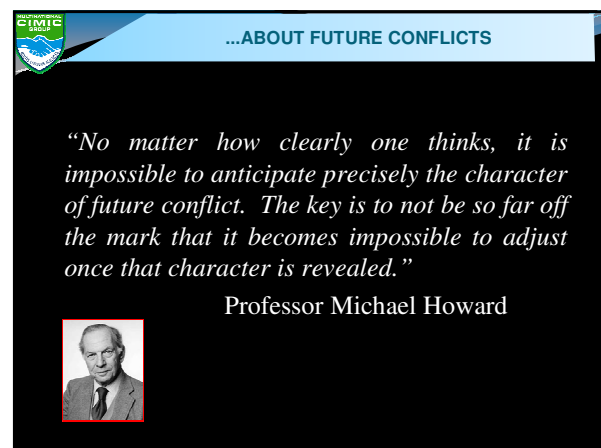 MULTINATIONAL
CIMIC
GROUP
...ABOUT FUTURE CONFLICTS
“No matter how clearly one thinks, it is
impossible to anticipate precisely the character
of future conflict. The key is to not be so far off
the mark that it becomes impossible to adjust
once that character is revealed.”
Professor Michael Howard